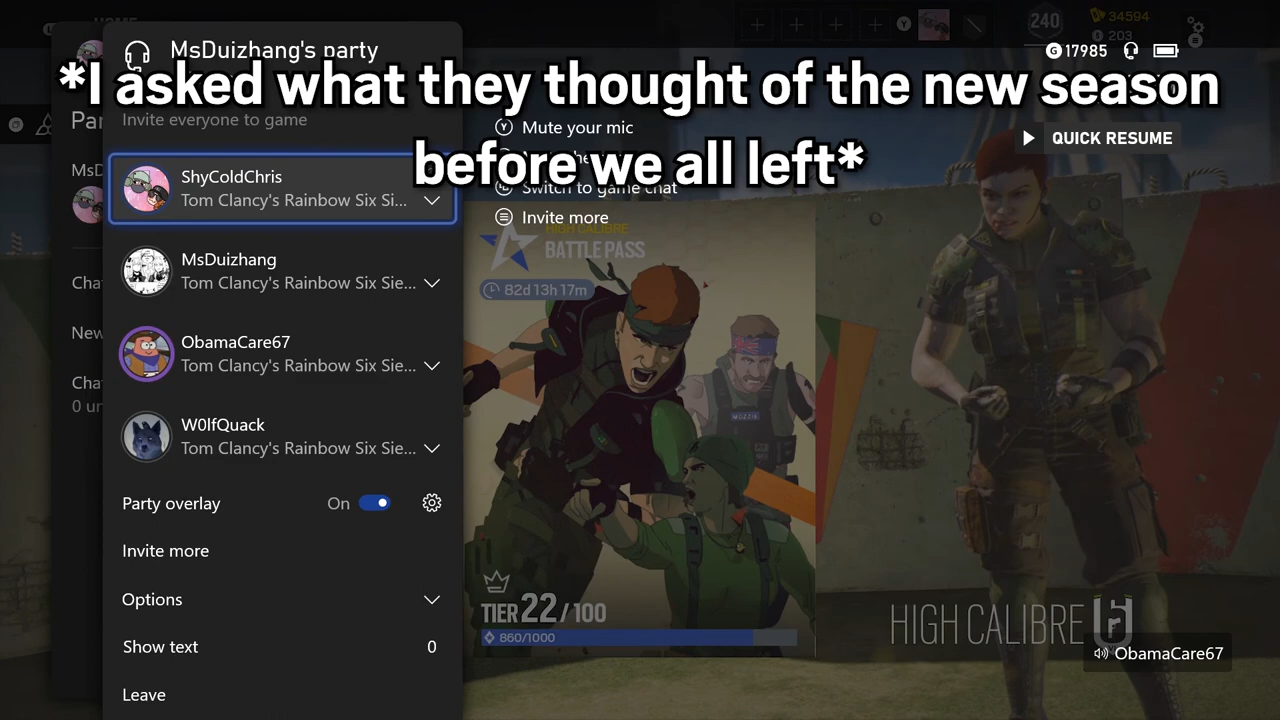 HOME
240
34594
203
MsDuizhang's party
17985
*I asked what they thought of the new season
before we all left*
Invite everyone to game
Mute your mic
QUICK RESUME
ShyColdChris
Tom Clancy's Rainbow Six Si...
Switch to game chat
Invite more
HIGH CALIBRE
BATTLE PASS
82d 13h 17m
MsDuizhang
Tom Clancy's Rainbow Six Sie...
ObamaCare67
Tom Clancy's Rainbow Six Sie...
W0lfQuack
Tom Clancy's Rainbow Six Sie...
MOZZIE
Party overlay
On
Invite more
Options
Show text
0
Leave
TIER 22/100
860/1000
HIGH CALIBRE
ObamaCare67